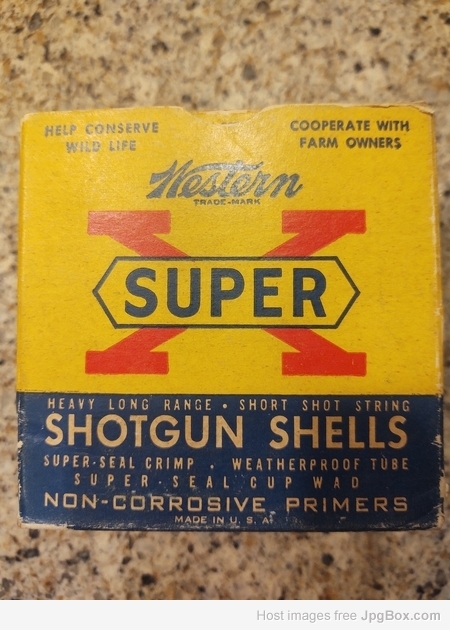 HELP CONSERVE
WILD LIFE
COOPERATE WITH
FARM OWNERS
Western
TRADE-MARK
X
SUPER
HEAVY LONG RANGE • SHORT SHOT STRING
SHOTGUN SHELLS
SUPER-SEAL CRIMP • WEATHERPROOF TUBE
SUPER-SEAL CUP WAD
NON-CORROSIVE PRIMERS
MADE IN U.S.A.
Host images free JpgBox.com